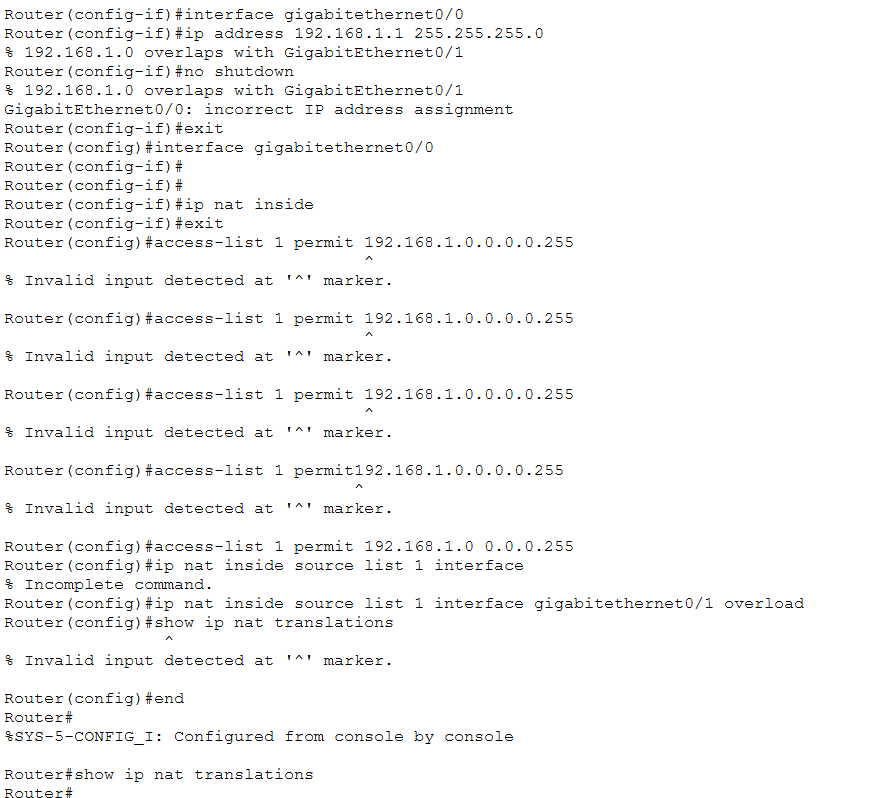 Router(config-if)#interface gigabitethernet0/0
Router(config-if)#ip address 192.168.1.1 255.255.255.0
% 192.168.1.0 overlaps with GigabitEthernet0/1
Router(config-if)#no shutdown
% 192.168.1.0 overlaps with GigabitEthernet0/1
GigabitEthernet0/0: incorrect IP address assignment
Router(config-if)#exit
Router(config)#interface gigabitethernet0/0
Router(config-if)#
Router(config-if)#
Router(config-if)#ip nat inside
Router(config-if)#exit
Router(config)#access-list 1 permit 192.168.1.0.0.0.0.255
^
% Invalid input detected at '^' marker.
Router(config)#access-list 1 permit 192.168.1.0.0.0.0.255
^
% Invalid input detected at '^' marker.
Router(config)#access-list 1 permit 192.168.1.0.0.0.0.255
^
% Invalid input detected at '^' marker.
Router(config)#access-list 1 permit192.168.1.0.0.0.0.255
^
% Invalid input detected at '^' marker.
Router(config)#access-list 1 permit 192.168.1.0 0.0.0.255
Router(config)#ip nat inside source list 1 interface
% Incomplete command.
Router(config)#ip nat inside source list 1 interface gigabitethernet0/1 overload
Router(config)#show ip nat translations
^
% Invalid input detected at '^' marker.
Router(config)#end
Router#
%SYS-5-CONFIG_I: Configured from console by console
Router#show ip nat translations
Router#